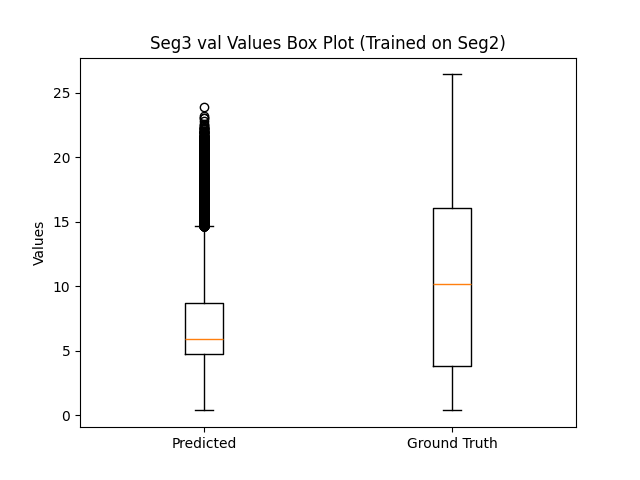 Seg3 val Values Box Plot (Trained on Seg2)
25
20
15
10
5
0
Values
Predicted
Ground Truth